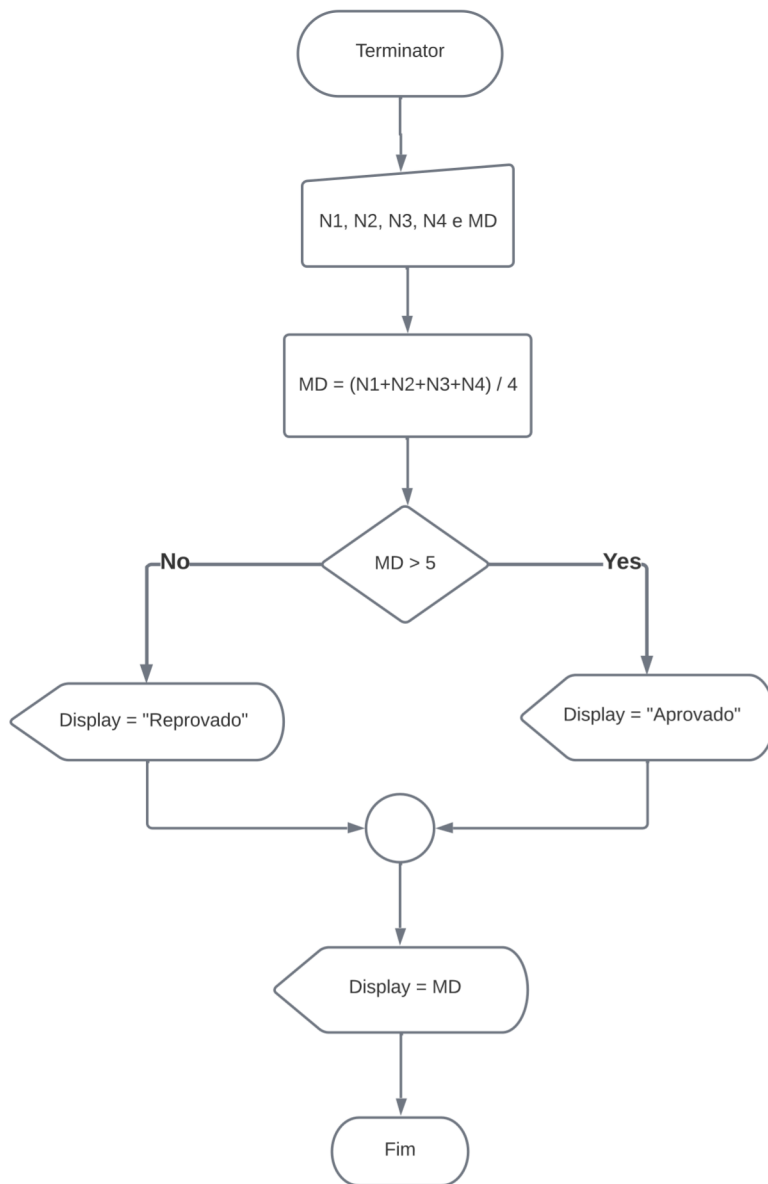 Terminator
N1, N2, N3, N4 e MD
MD = (N1+N2+N3+N4) / 4
MD > 5
No
Yes
Display = "Reprovado"
Display = "Aprovado"
Display = MD
Fim